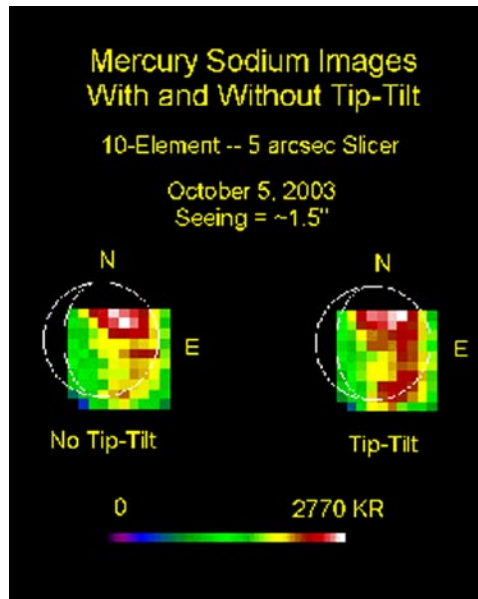 Mercury Sodium Images
With and Without Tip-Tilt
10-Element -- 5 arcsec Slicer
October 5, 2003
Seeing = ~1.5"
N
N
E
E
No Tip-Tilt
Tip-Tilt
0 2770 KR